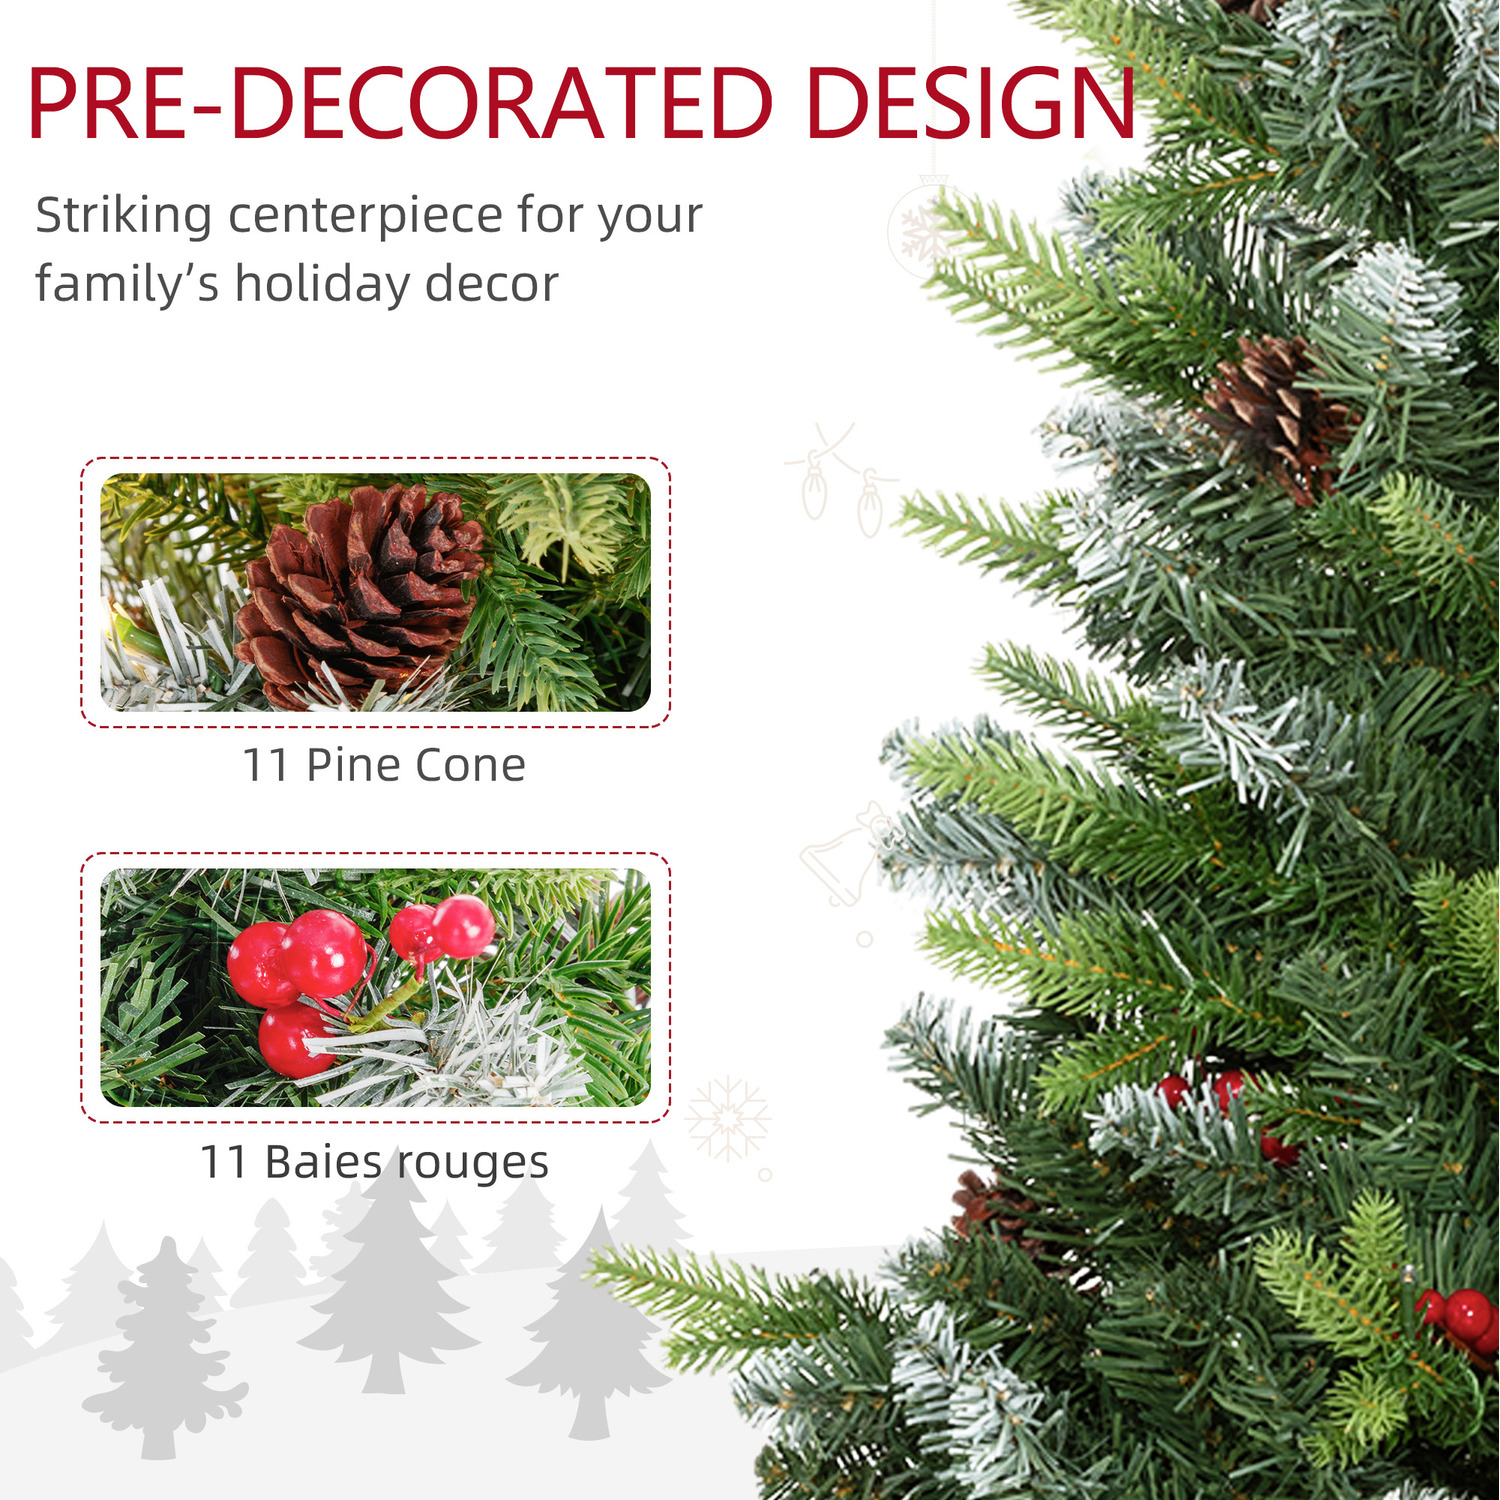 PRE-DECORATED DESIGN
Striking centerpiece for your
family’s holiday decor
11 Pine Cone
11 Baies rouges